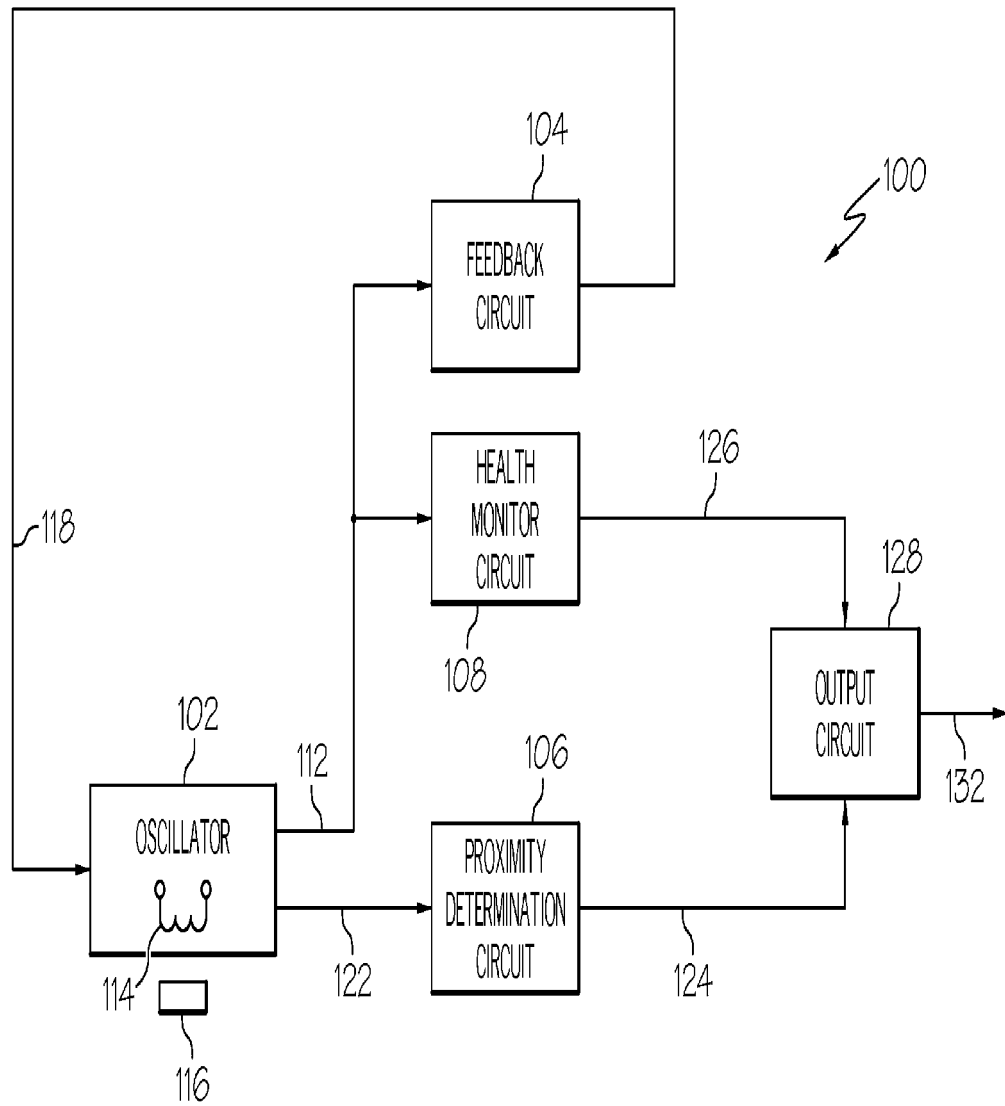 104
100
FEEDBACK
CIRCUIT
HEALTH
MONITOR
CIRCUIT
126
118
108
128
OUTPUT
CIRCUIT
132
102
112
106
OSCILLATOR
PROXIMITY
DETERMINATION
CIRCUIT
114
122
124
116